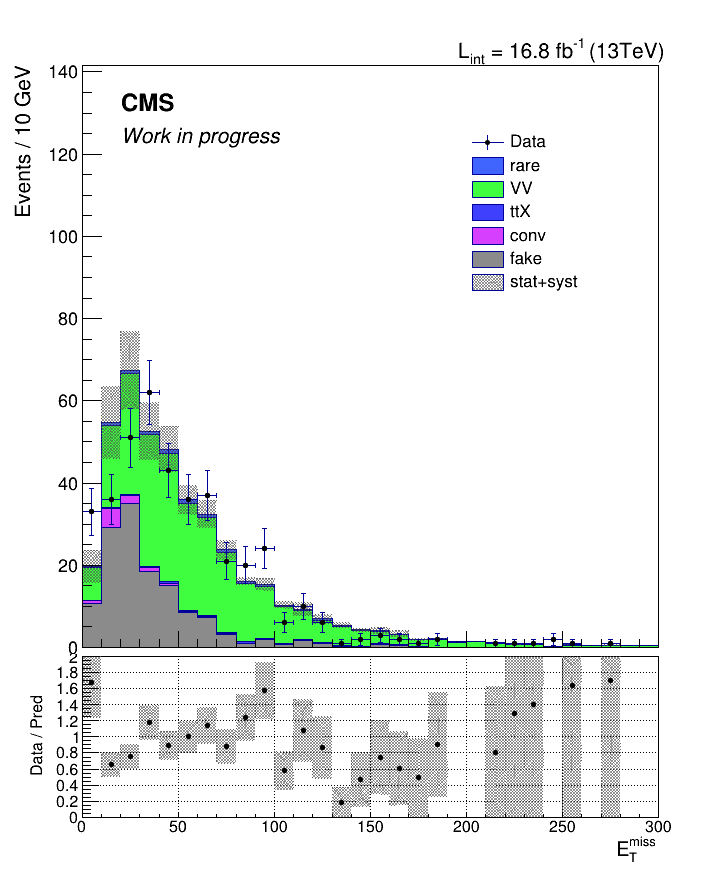 L_int = 16.8 fb^-1 (13TeV)
Events / 10 GeV
140
120
100
80
60
40
20
0
CMS
Work in progress
Data
rare
VV
ttX
conv
fake
stat+syst
Data / Pred
2
1.8
1.6
1.4
1.2
1
0.8
0.6
0.4
0.2
0
0 50 100 150 200 250 300
E_T^miss